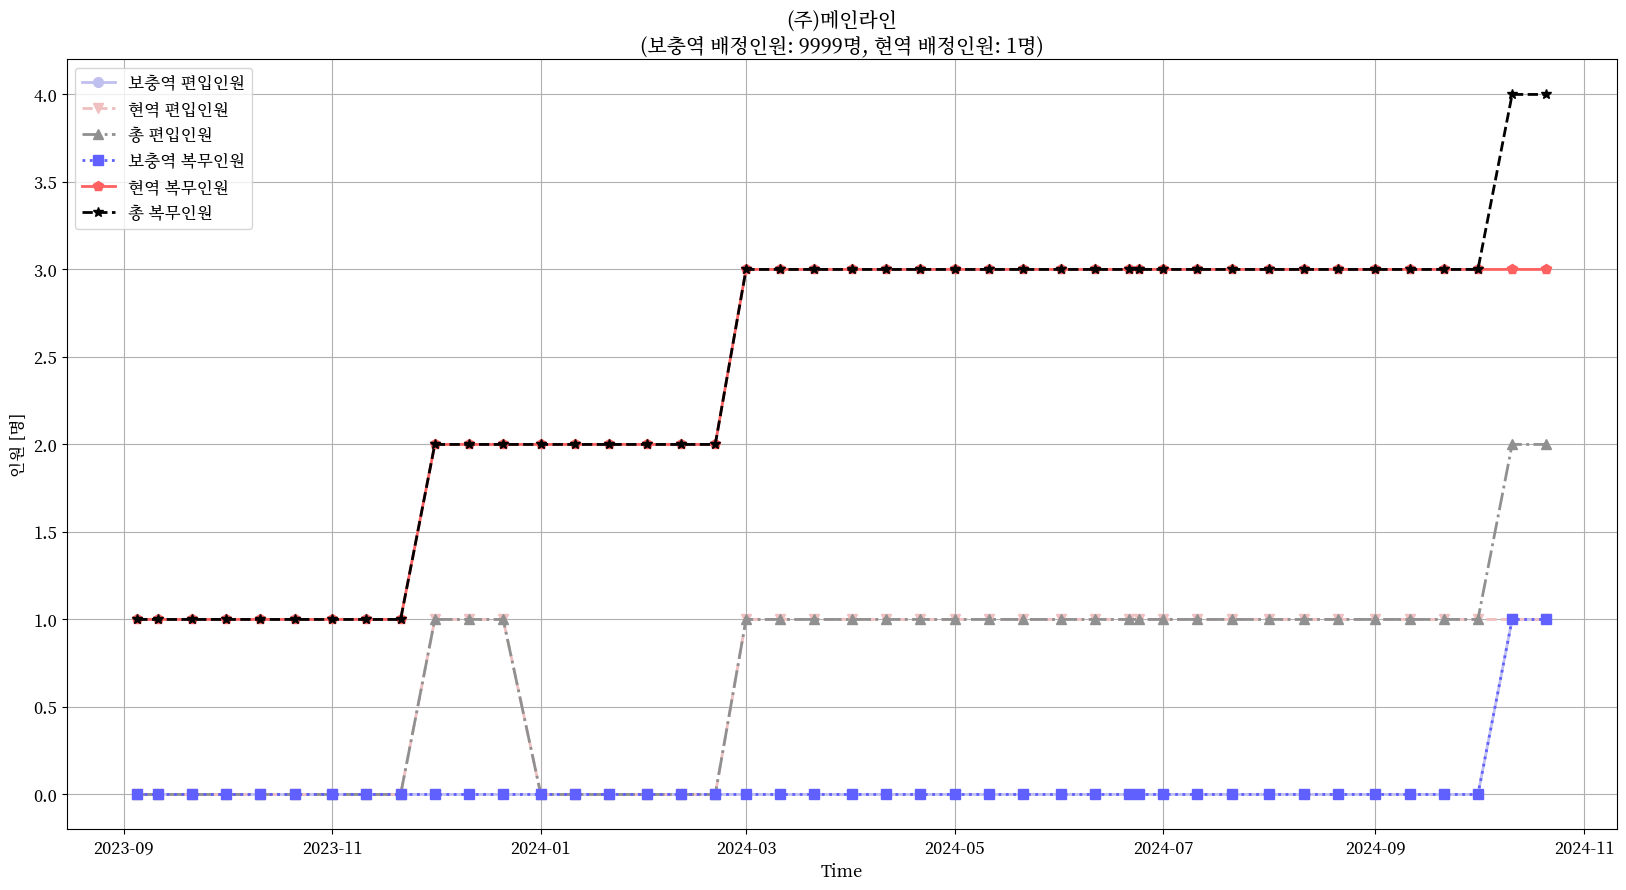 (주)메인라인
(보충역 배정인원: 9999명, 현역 배정인원: 1명)
보충역 편입인원
현역 편입인원
총 편입인원
보충역 복무인원
현역 복무인원
총 복무인원
4.0
3.5
3.0
2.5
2.0
1.5
1.0
0.5
0.0
인원 [명]
2023-09 2023-11 2024-01 2024-03 2024-05 2024-07 2024-09 2024-11
Time